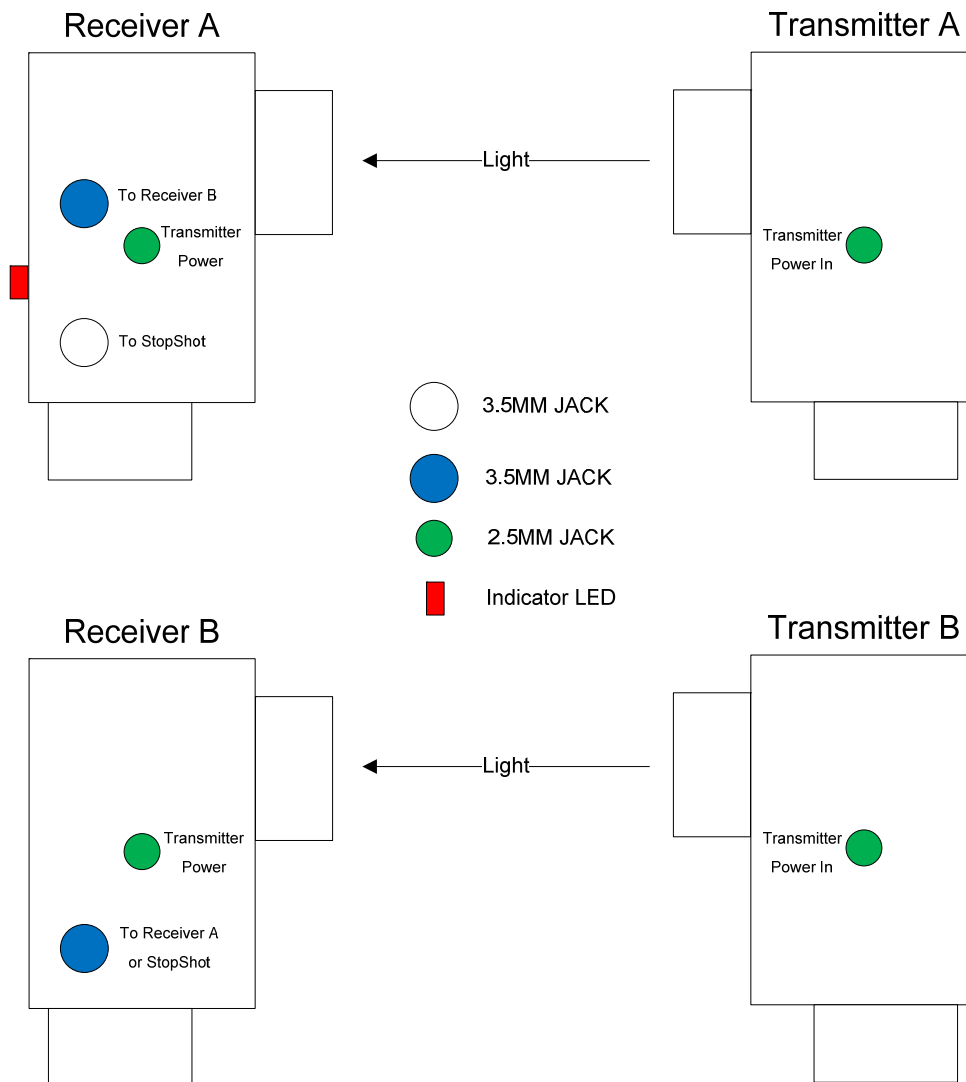 Receiver A
Transmitter A
Light
To Receiver B
Transmitter
Power
Transmitter
Power In
To StopShot
3.5MM JACK
3.5MM JACK
2.5MM JACK
Indicator LED
Receiver B
Transmitter B
Light
Transmitter
Power
Transmitter
Power In
To Receiver A
or StopShot